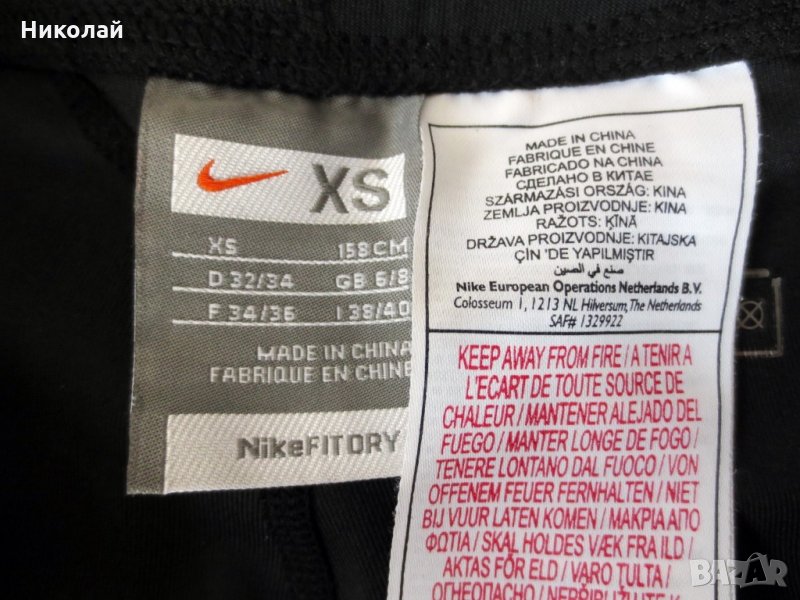 Николай
XS
XS 158CM
D 32/34 GB 6/8
F 34/36 I 38/40
MADE IN CHINA
FABRIQUE EN CHINE
NikeFITDRY
MADE IN CHINA
FABRIQUE EN CHINE
FABRICADO NA CHINA
СДЕЛАНО В КИТАЕ
SZÁRMAZÁSI ORSZÁG: KINA
ZEMLJA PROIZVODNJE: KINA
RAŽOTS: ĶĪNĀ
DRŽAVA PROIZVODNJE: KITAJSKA
ÇİN 'DE YAPILMIŞTIR
صنع في الصين
Nike European Operations Netherlands B.V.
Colosseum 1, 1213 NL Hilversum, The Netherlands
SAF# 1329922
KEEP AWAY FROM FIRE / A TENIR A
L'ECART DE TOUTE SOURCE DE
CHALEUR / MANTENER ALEJADO DEL
FUEGO / MANTER LONGE DE FOGO /
TENERE LONTANO DAL FUOCO / VON
OFFENEM FEUER FERNHALTEN / NIET
BIJ VUUR LATEN KOMEN / ΜΑΚΡΙΑ ΑΠΟ
ΦΩΤΙΑ / SKAL HOLDES VÆK FRA ILD /
AKTAS FÖR ELD / VARO TULTA /
ОГНЕОПАСНО / NEPŘIBLIŽUJTE K
BAZAR